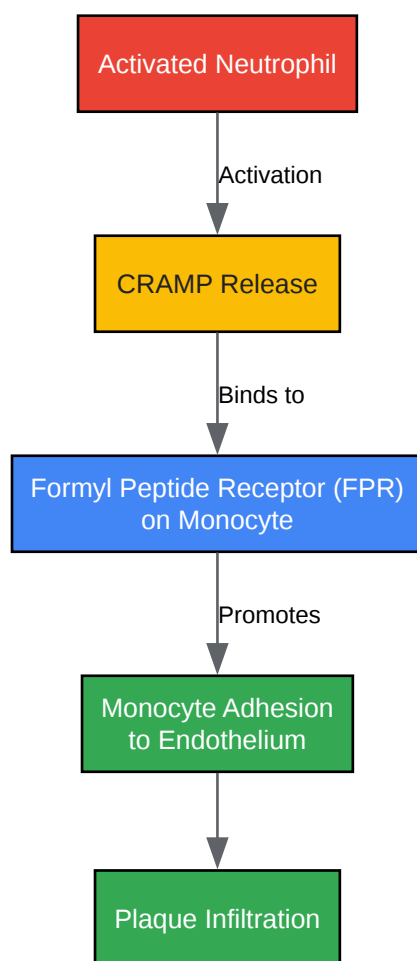 Activated Neutrophil
Activation
CRAMP Release
Binds to
Formyl Peptide Receptor (FPR)
on Monocyte
Promotes
Monocyte Adhesion
to Endothelium
Plaque Infiltration